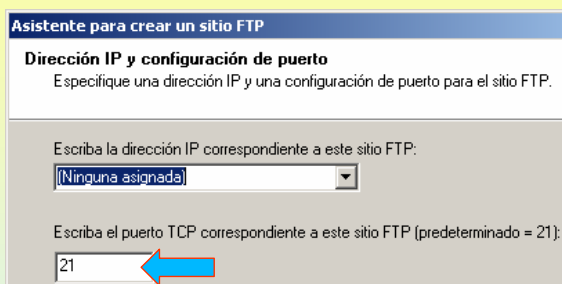 Asistente para crear un sitio FTP
Dirección IP y configuración de puerto
Especifique una dirección IP y una configuración de puerto para el sitio FTP.
Escriba la dirección IP correspondiente a este sitio FTP:
(Ninguna asignada)
Escriba el puerto TCP correspondiente a este sitio FTP (predeterminado = 21):
21